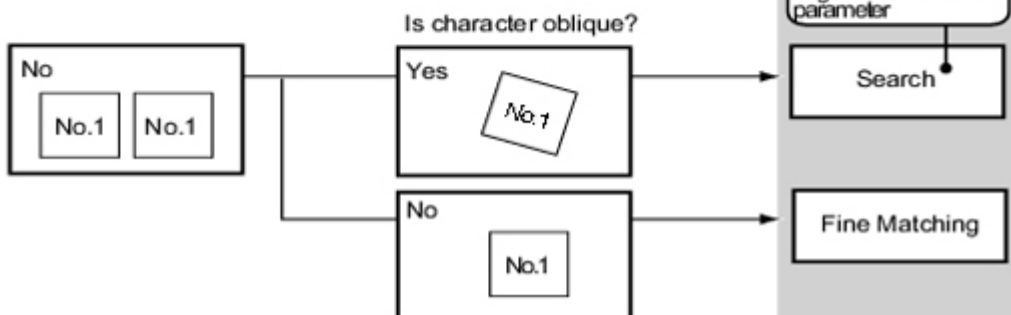 Is character oblique?
parameter
No
No.1 No.1
Yes
No.1
Search
No
No.1
Fine Matching